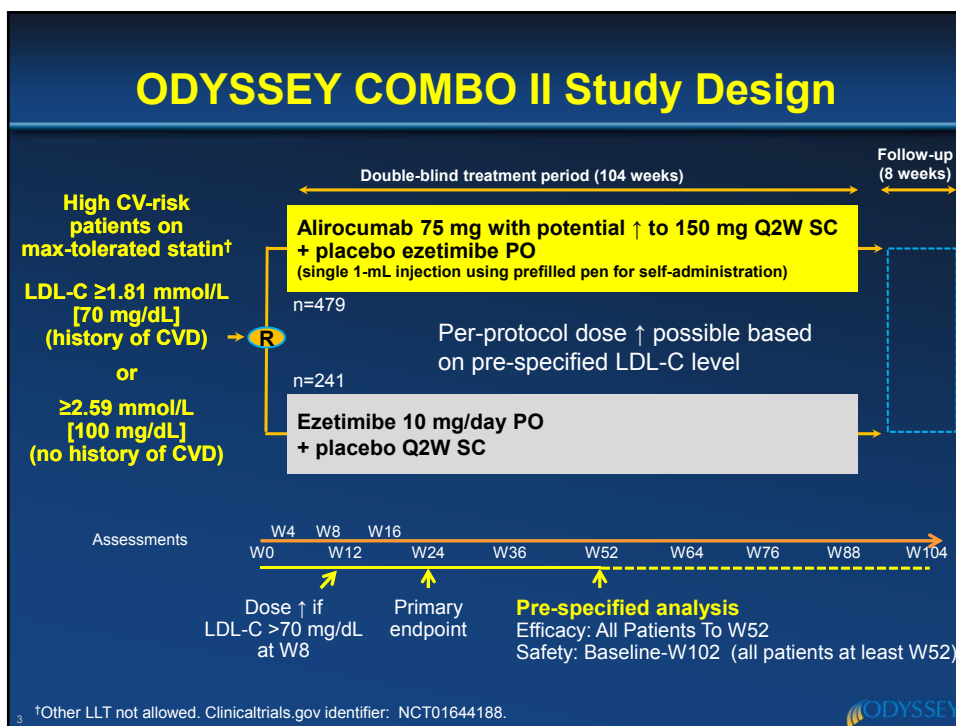 ODYSSEY COMBO II Study Design
Follow-up
(8 weeks)
Double-blind treatment period (104 weeks)
High CV-risk
patients on
max-tolerated statin†
LDL-C ≥1.81 mmol/L
[70 mg/dL]
(history of CVD)
or
≥2.59 mmol/L
[100 mg/dL]
(no history of CVD)
R
Alirocumab 75 mg with potential ↑ to 150 mg Q2W SC
+ placebo ezetimibe PO
(single 1-mL injection using prefilled pen for self-administration)
n=479
Per-protocol dose ↑ possible based
on pre-specified LDL-C level
n=241
Ezetimibe 10 mg/day PO
+ placebo Q2W SC
Assessments
W4 W8 W16
W0 W12 W24 W36 W52 W64 W76 W88 W104
Dose ↑ if
LDL-C >70 mg/dL
at W8
Primary
endpoint
Pre-specified analysis
Efficacy: All Patients To W52
Safety: Baseline-W102 (all patients at least W52)
3
†Other LLT not allowed. Clinicaltrials.gov identifier: NCT01644188.
ODYSSEY